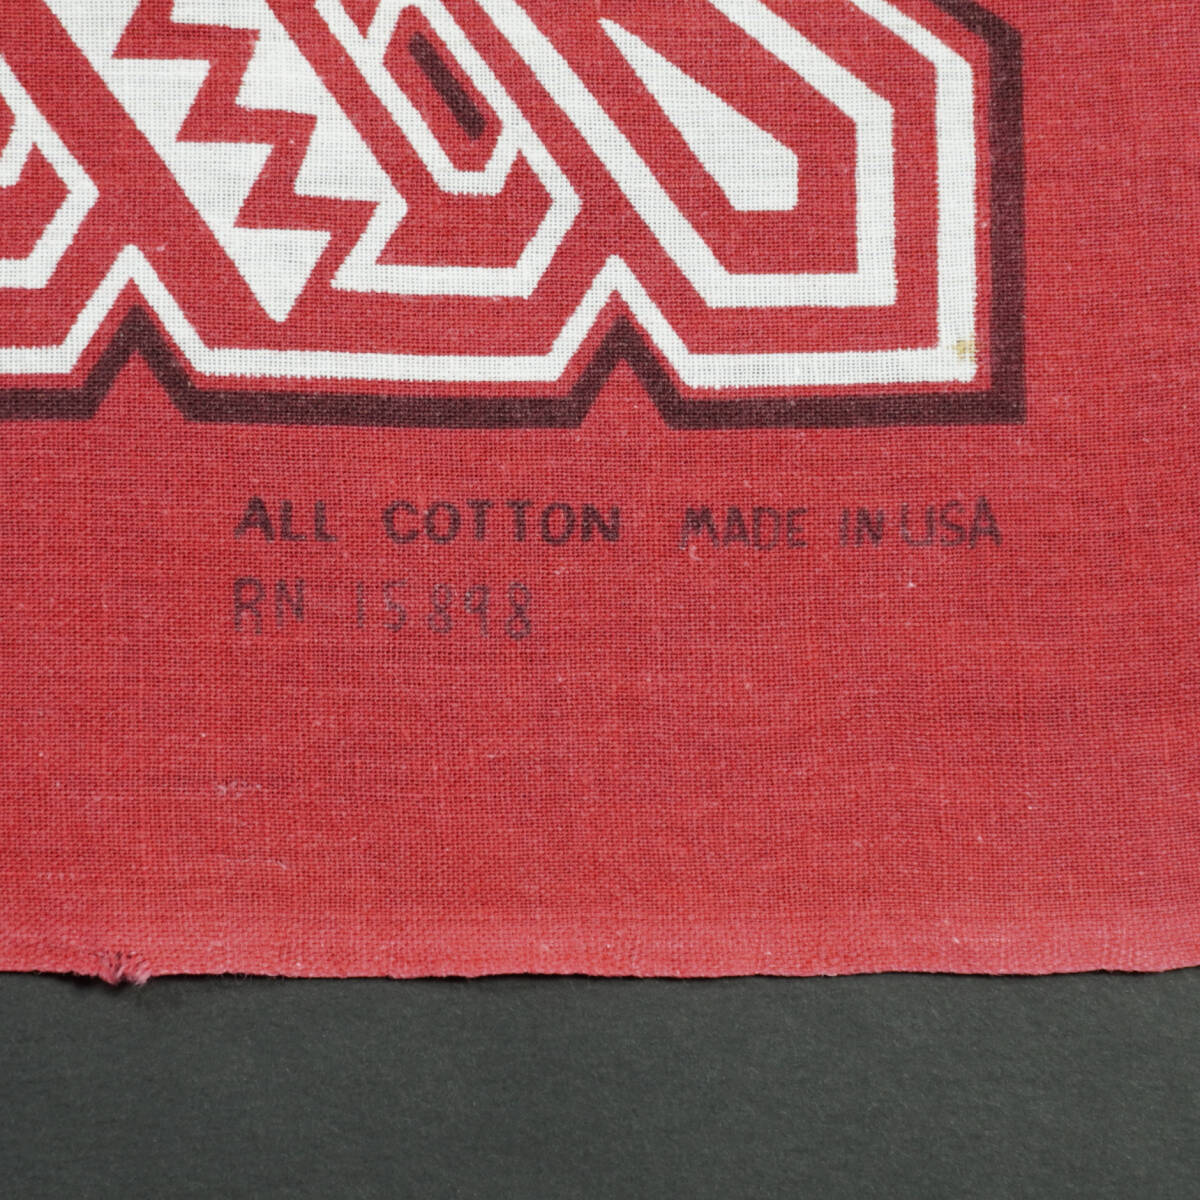 ALL COTTON MADE IN USA
RN 15898